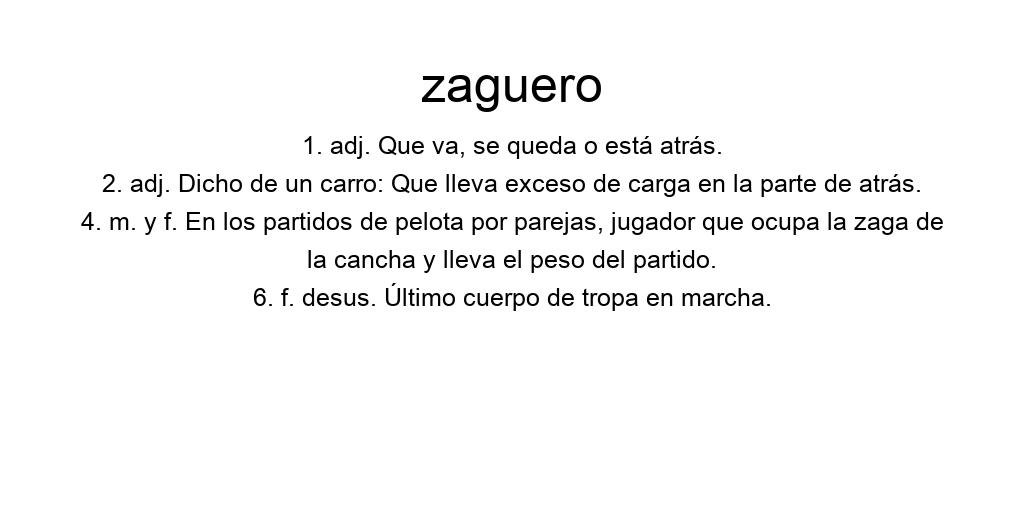 zaguero
1. adj. Que va, se queda o está atrás.
2. adj. Dicho de un carro: Que lleva exceso de carga en la parte de atrás.
4. m. y f. En los partidos de pelota por parejas, jugador que ocupa la zaga de
la cancha y lleva el peso del partido.
6. f. desus. Último cuerpo de tropa en marcha.